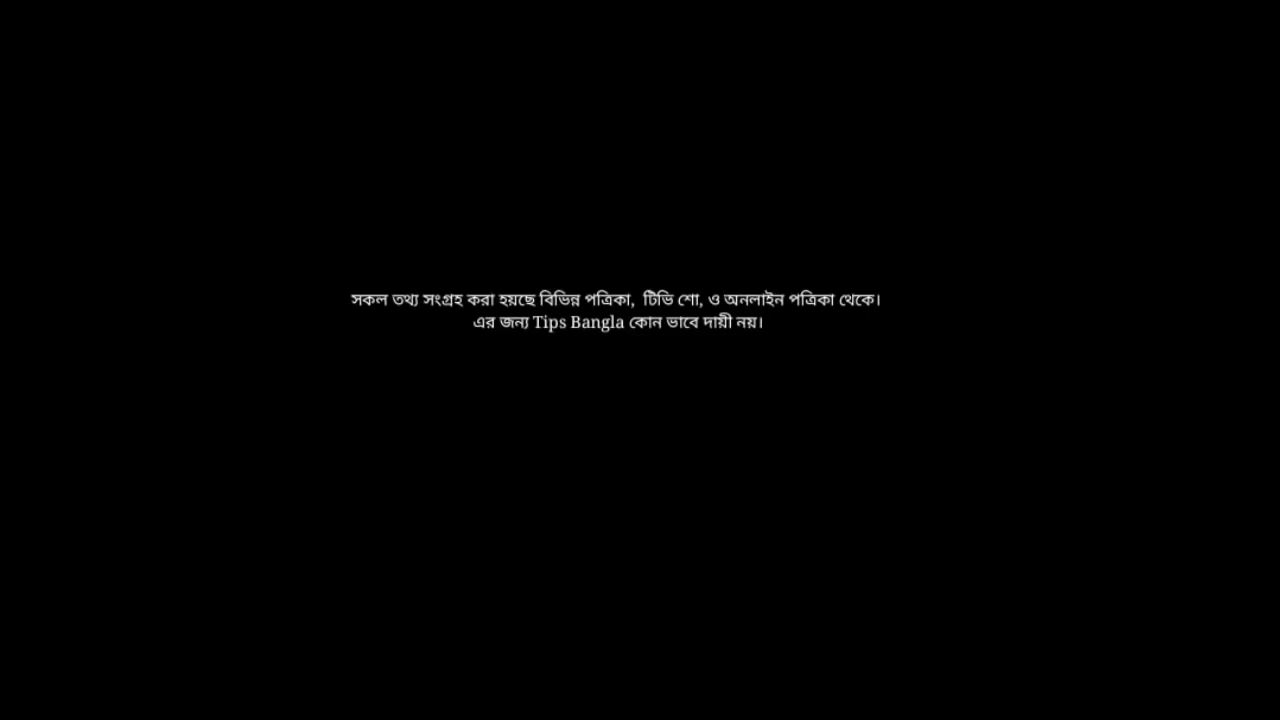 সকল তথ্য সংগ্রহ করা হয়ছে বিভিন্ন পত্রিকা, টিভি শো, ও অনলাইন পত্রিকা থেকে।
এর জন্য Tips Bangla কোন ভাবে দায়ী নয়।